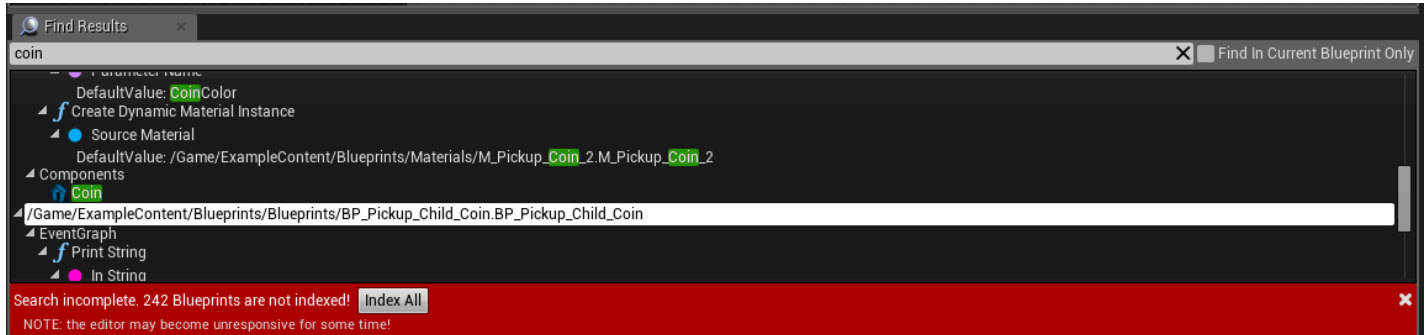 Find Results
coin
Find In Current Blueprint Only
Parameter Name
DefaultValue: CoinColor
Create Dynamic Material Instance
Source Material
DefaultValue: /Game/ExampleContent/Blueprints/Materials/M_Pickup_Coin_2.M_Pickup_Coin_2
Components
Coin
/Game/ExampleContent/Blueprints/Blueprints/BP_Pickup_Child_Coin.BP_Pickup_Child_Coin
EventGraph
Print String
In String
Search incomplete. 242 Blueprints are not indexed! Index All
NOTE: the editor may become unresponsive for some time!